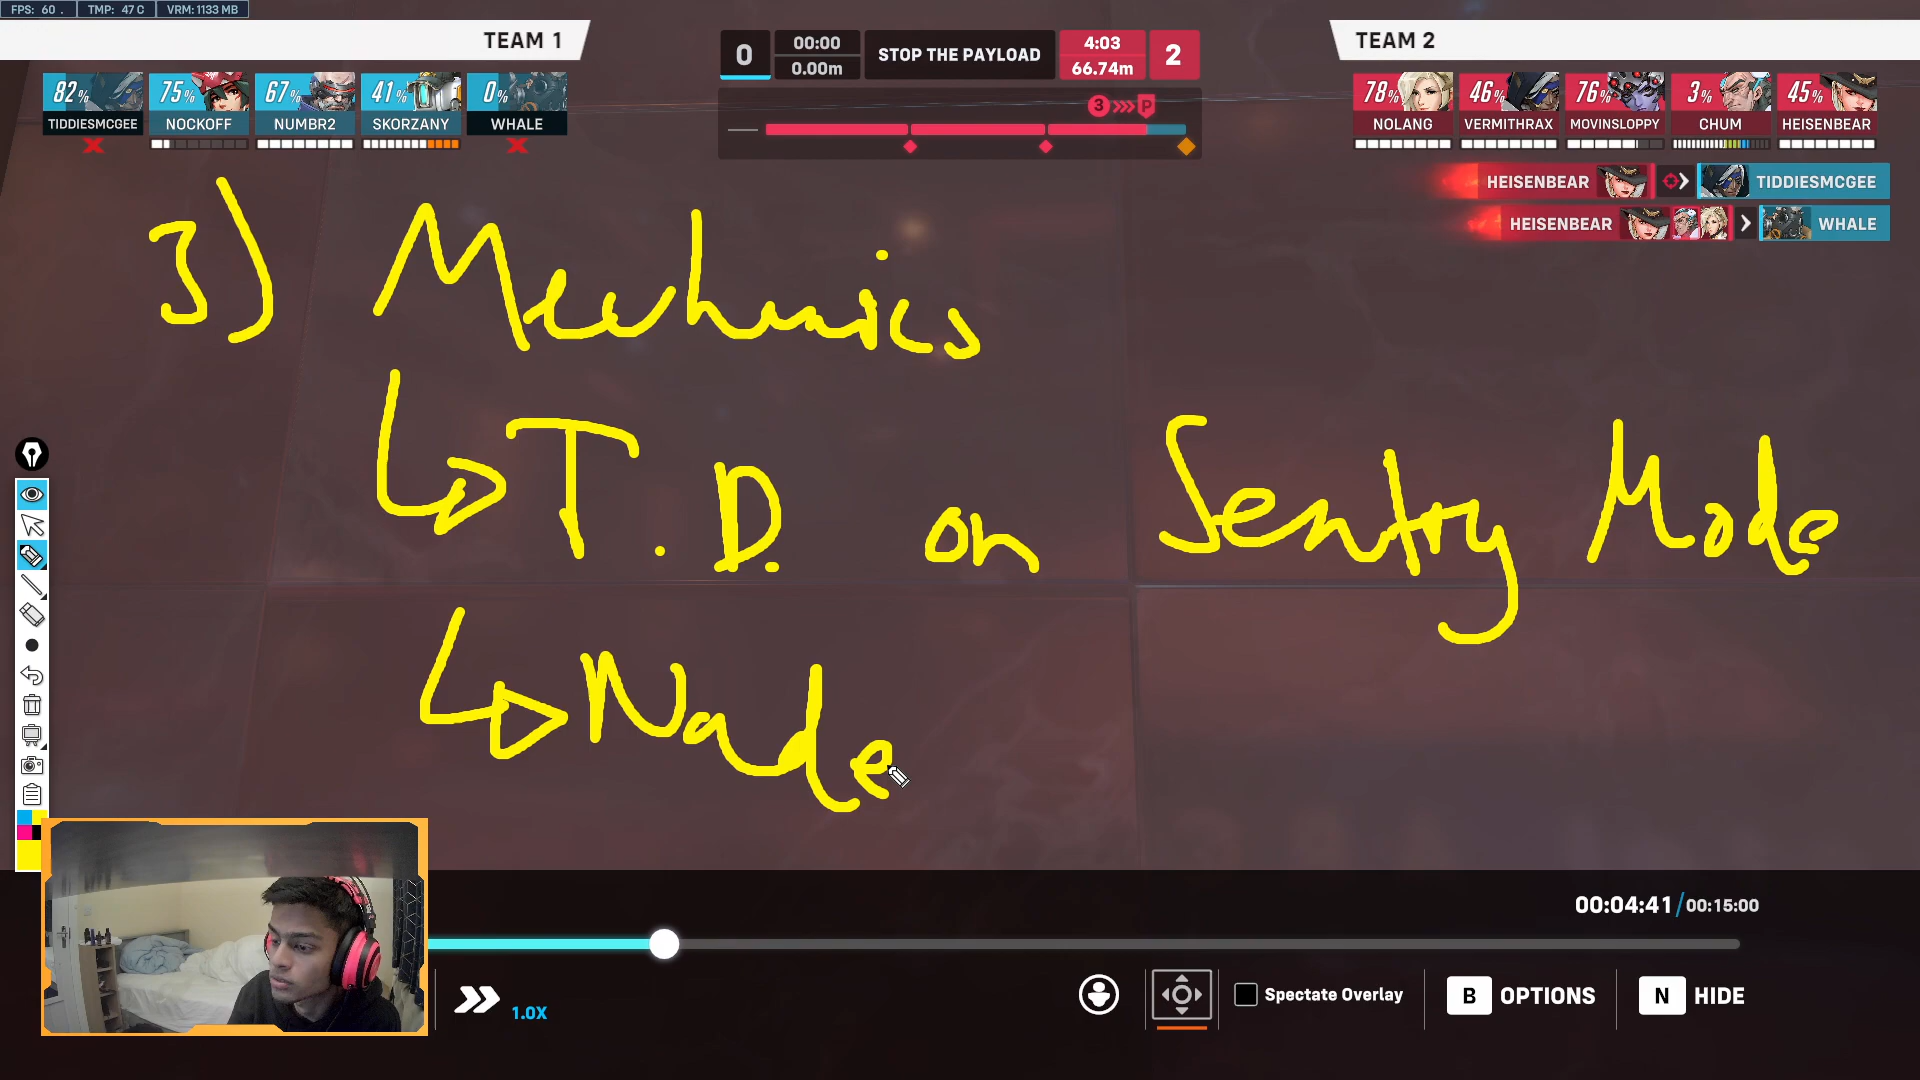 FPS: 60 . TMP: 47 C VRM: 1133 MB
TEAM 1
0 00:00 0.00m STOP THE PAYLOAD 4:03 66.74m 2
TEAM 2
82% 75% 67% 41% 0%
TIDDIESMCGEE NOCKOFF NUMBR2 SKORZANY WHALE
78% 46% 76% 3% 45%
NOLANG VERMITHRAX MOVINSLOPPY CHUM HEISENBEAR
3 P
HEISENBEAR TIDDIESMCGEE
HEISENBEAR WHALE
3) Mechanics
T.D. on Sentry Mode
Nade
00:04:41/00:15:00
1.0X
Spectate Overlay
B OPTIONS
N HIDE